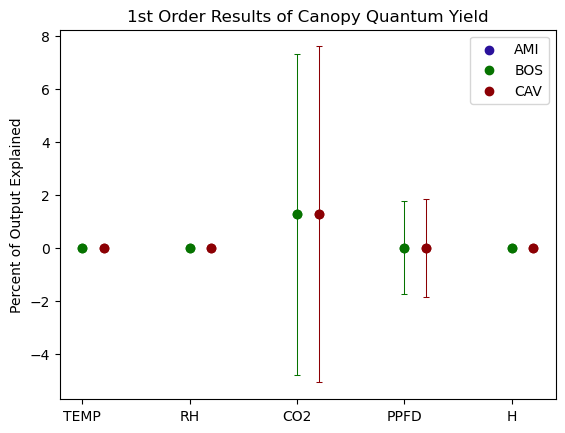 1st Order Results of Canopy Quantum Yield
Percent of Output Explained
8
6
4
2
0
−2
−4
TEMP
RH
CO2
PPFD
H
AMI
BOS
CAV